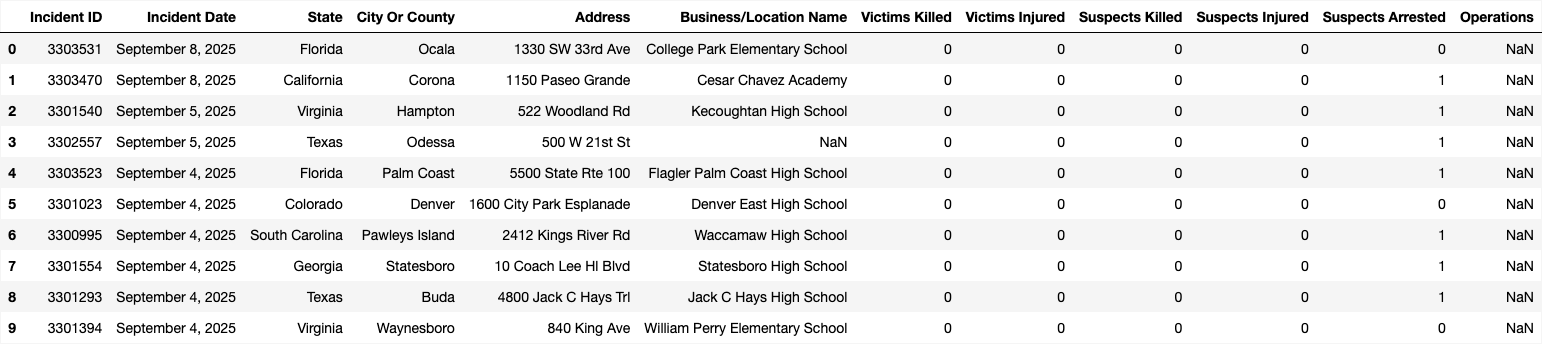 Incident ID Incident Date State City Or County Address Business/Location Name Victims Killed Victims Injured Suspects Killed Suspects Injured Suspects Arrested Operations
0 3303531 September 8, 2025 Florida Ocala 1330 SW 33rd Ave College Park Elementary School 0 0 0 0 0 NaN
1 3303470 September 8, 2025 California Corona 1150 Paseo Grande Cesar Chavez Academy 0 0 0 0 1 NaN
2 3301540 September 5, 2025 Virginia Hampton 522 Woodland Rd Kecoughtan High School 0 0 0 0 1 NaN
3 3302557 September 5, 2025 Texas Odessa 500 W 21st St NaN 0 0 0 0 1 NaN
4 3303523 September 4, 2025 Florida Palm Coast 5500 State Rte 100 Flagler Palm Coast High School 0 0 0 0 1 NaN
5 3301023 September 4, 2025 Colorado Denver 1600 City Park Esplanade Denver East High School 0 0 0 0 0 NaN
6 3300995 September 4, 2025 South Carolina Pawleys Island 2412 Kings River Rd Waccamaw High School 0 0 0 0 1 NaN
7 3301554 September 4, 2025 Georgia Statesboro 10 Coach Lee Hl Blvd Statesboro High School 0 0 0 0 1 NaN
8 3301293 September 4, 2025 Texas Buda 4800 Jack C Hays Trl Jack C Hays High School 0 0 0 0 1 NaN
9 3301394 September 4, 2025 Virginia Waynesboro 840 King Ave William Perry Elementary School 0 0 0 0 0 NaN